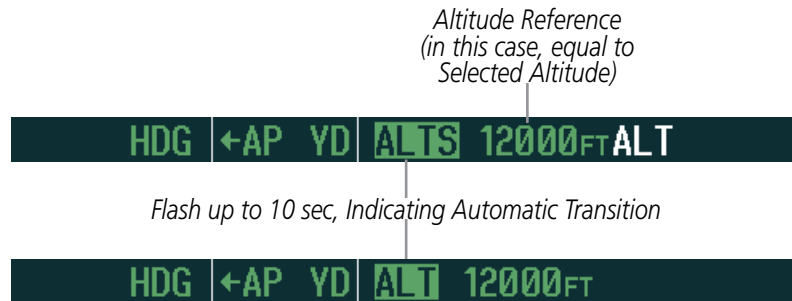 Altitude Reference
(in this case, equal to
Selected Altitude)
HDG ←AP YD ALTS 12000FT ALT
Flash up to 10 sec, Indicating Automatic Transition
HDG ←AP YD ALT 12000FT